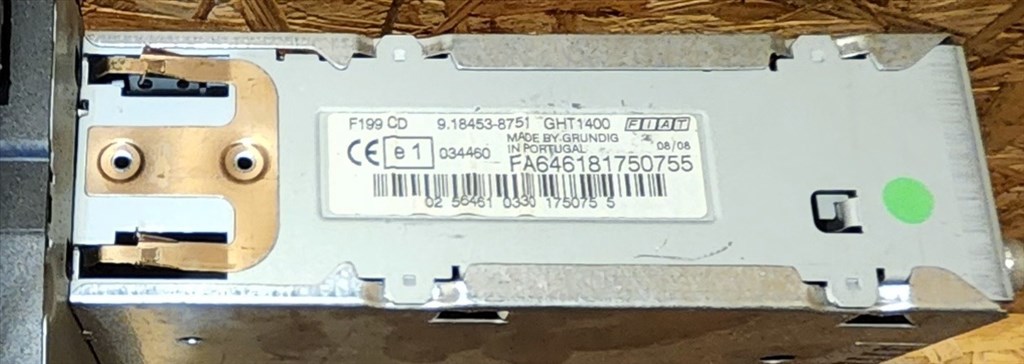 F199 CD 9.18453-8751 GHT1400 FIAT
CE e1 034460 MADE BY GRUNDIG 08/08
IN PORTUGAL
FA646181750755
02 56461 0330 175075 5